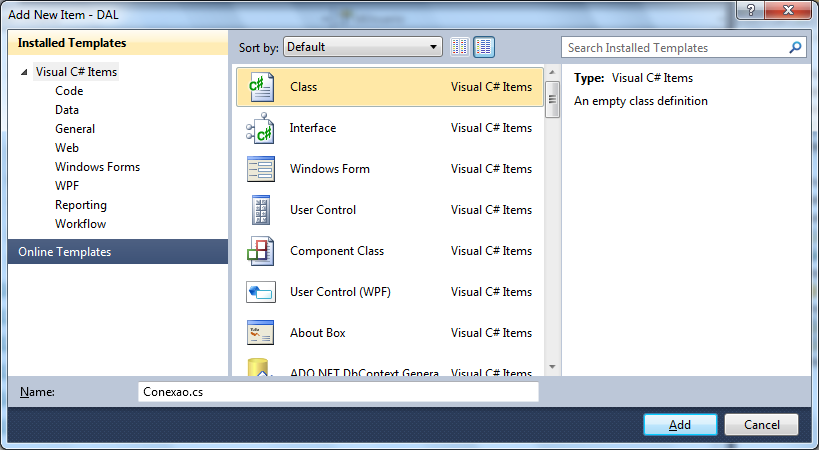 Add New Item - DAL
Installed Templates
Visual C# Items
Code
Data
General
Web
Windows Forms
WPF
Reporting
Workflow
Online Templates
Sort by: Default
Class Visual C# Items
Interface Visual C# Items
Windows Form Visual C# Items
User Control Visual C# Items
Component Class Visual C# Items
User Control (WPF) Visual C# Items
About Box Visual C# Items
ADO.NET DbContext Genera... Visual C# Items
Search Installed Templates
Type: Visual C# Items
An empty class definition
Name: Conexao.cs
Add Cancel